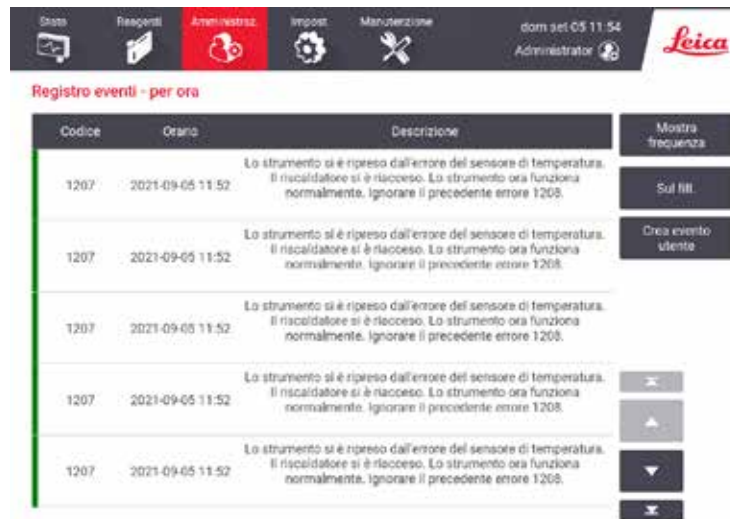 Stato Reagenti Amministraz. Impost Manutenzione dom set 05 11:54
Administrator
Leica
Registro eventi - per ora
Codice Orario Descrizione
Mostra
frequenza
Lo strumento si è ripreso dall'errore del sensore di temperatura.
1207 2021-09-05 11:52 Il riscaldatore si è riacceso. Lo strumento ora funziona
normalmente. Ignorare il precedente errore 1208.
Sul filt.
Crea evento
utente
Lo strumento si è ripreso dall'errore del sensore di temperatura.
1207 2021-09-05 11:52 Il riscaldatore si è riacceso. Lo strumento ora funziona
normalmente. Ignorare il precedente errore 1208.
Lo strumento si è ripreso dall'errore del sensore di temperatura.
1207 2021-09-05 11:52 Il riscaldatore si è riacceso. Lo strumento ora funziona
normalmente. Ignorare il precedente errore 1208.
Lo strumento si è ripreso dall'errore del sensore di temperatura.
1207 2021-09-05 11:52 Il riscaldatore si è riacceso. Lo strumento ora funziona
normalmente. Ignorare il precedente errore 1208.
Lo strumento si è ripreso dall'errore del sensore di temperatura.
1207 2021-09-05 11:52 Il riscaldatore si è riacceso. Lo strumento ora funziona
normalmente. Ignorare il precedente errore 1208.